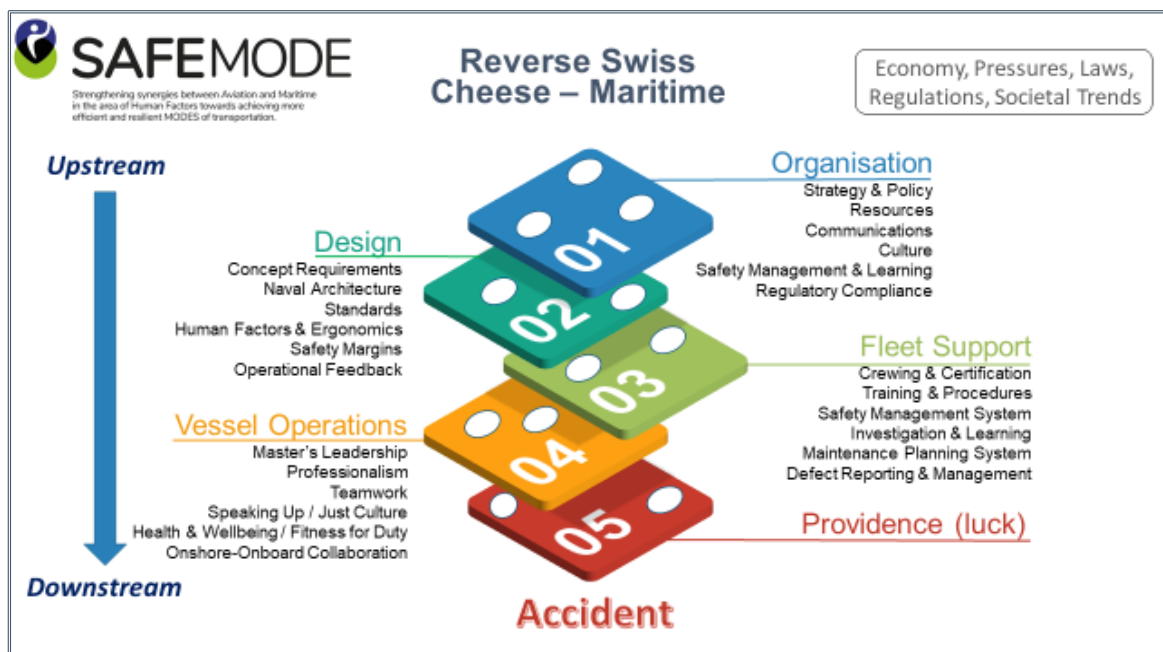 SAFEMODE
Strengthening synergies between Aviation and Maritime
in the area of Human Factors towards achieving more
efficient and resilient MODES of transportation.
Reverse Swiss
Cheese – Maritime
Economy, Pressures, Laws,
Regulations, Societal Trends
Upstream
Organisation
Strategy & Policy
Resources
Communications
Culture
Safety Management & Learning
Regulatory Compliance
01
Design
Concept Requirements
Naval Architecture
Standards
Human Factors & Ergonomics
Safety Margins
Operational Feedback
02
Fleet Support
Crewing & Certification
Training & Procedures
Safety Management System
Investigation & Learning
Maintenance Planning System
Defect Reporting & Management
03
Vessel Operations
Master's Leadership
Professionalism
Teamwork
Speaking Up / Just Culture
Health & Wellbeing / Fitness for Duty
Onshore-Onboard Collaboration
04
Providence (luck)
05
Downstream
Accident